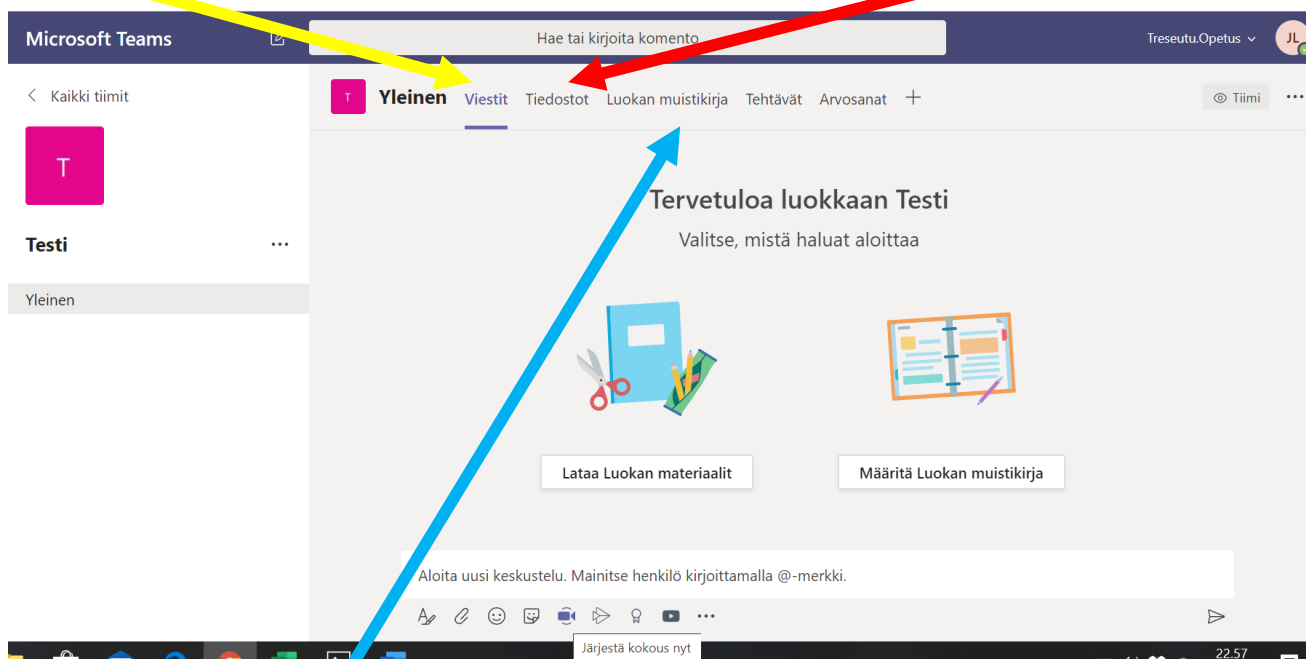 Microsoft Teams
Hae tai kirjoita komento
Treseutu.Opetus
JL
Kaikki tiimit
T
Yleinen Viestit Tiedostot Luokan muistikirja Tehtävät Arvosanat +
Tiimi
T
Testi
Yleinen
Tervetuloa luokkaan Testi
Valitse, mistä haluat aloittaa
Lataa Luokan materiaalit
Määritä Luokan muistikirja
Aloita uusi keskustelu. Mainitse henkilö kirjoittamalla @-merkki.
Järjestä kokous nyt
22.57